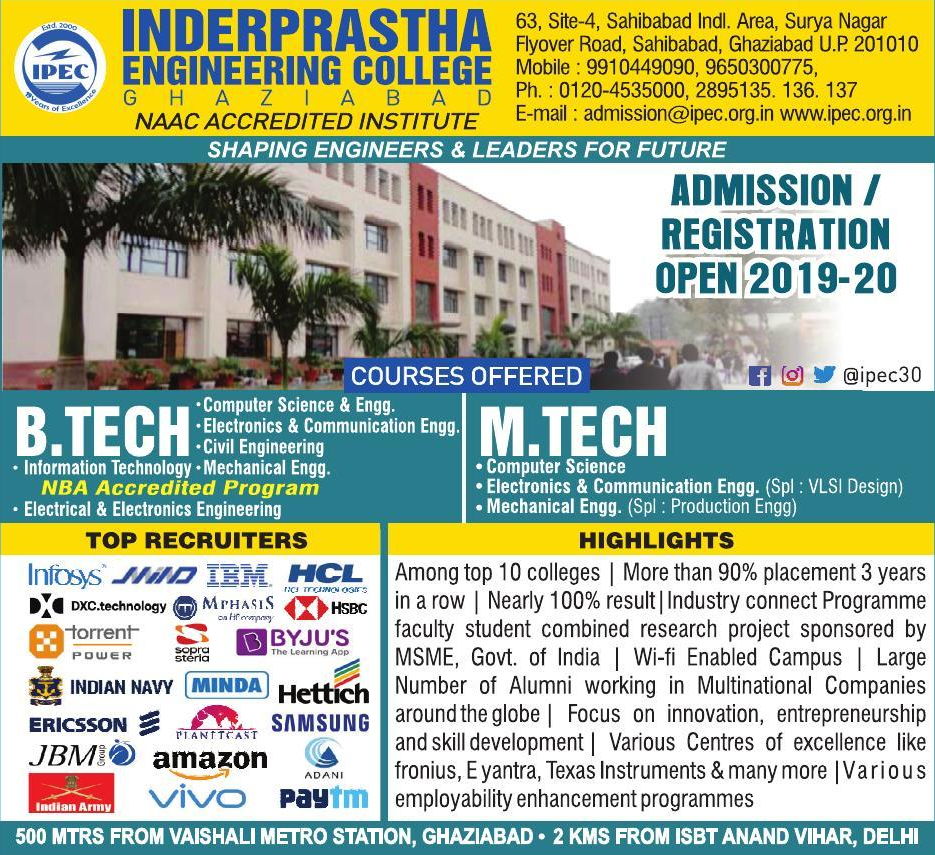 Estd. 2000
IPEC
Years of Excellence
INDERPRASTHA
ENGINEERING COLLEGE
GHAZIABAD
NAAC ACCREDITED INSTITUTE
63, Site-4, Sahibabad Indl. Area, Surya Nagar
Flyover Road, Sahibabad, Ghaziabad U.P. 201010
Mobile : 9910449090, 9650300775,
Ph. : 0120-4535000, 2895135. 136. 137
E-mail : admission@ipec.org.in www.ipec.org.in
SHAPING ENGINEERS & LEADERS FOR FUTURE
ADMISSION /
REGISTRATION
OPEN 2019-20
@ipec30
COURSES OFFERED
B.TECH
• Computer Science & Engg.
• Electronics & Communication Engg.
• Civil Engineering
• Information Technology • Mechanical Engg.
NBA Accredited Program
• Electrical & Electronics Engineering
M.TECH
• Computer Science
• Electronics & Communication Engg. (Spl : VLSI Design)
• Mechanical Engg. (Spl : Production Engg)
TOP RECRUITERS
Infosys IBM HCL
HCL TECHNOLOGIES
DXC.technology MPHASIS HSBC
an HP company
torrent POWER sopra steria BYJU'S
The Learning App
INDIAN NAVY MINDA Hettich
ERICSSON PLANTCAST SAMSUNG
JBM Group amazon ADANI
Indian Army vivo paytm
HIGHLIGHTS
Among top 10 colleges | More than 90% placement 3 years
in a row | Nearly 100% result | Industry connect Programme
faculty student combined research project sponsored by
MSME, Govt. of India | Wi-fi Enabled Campus | Large
Number of Alumni working in Multinational Companies
around the globe | Focus on innovation, entrepreneurship
and skill development | Various Centres of excellence like
fronius, E yantra, Texas Instruments & many more | Various
employability enhancement programmes
500 MTRS FROM VAISHALI METRO STATION, GHAZIABAD • 2 KMS FROM ISBT ANAND VIHAR, DELHI